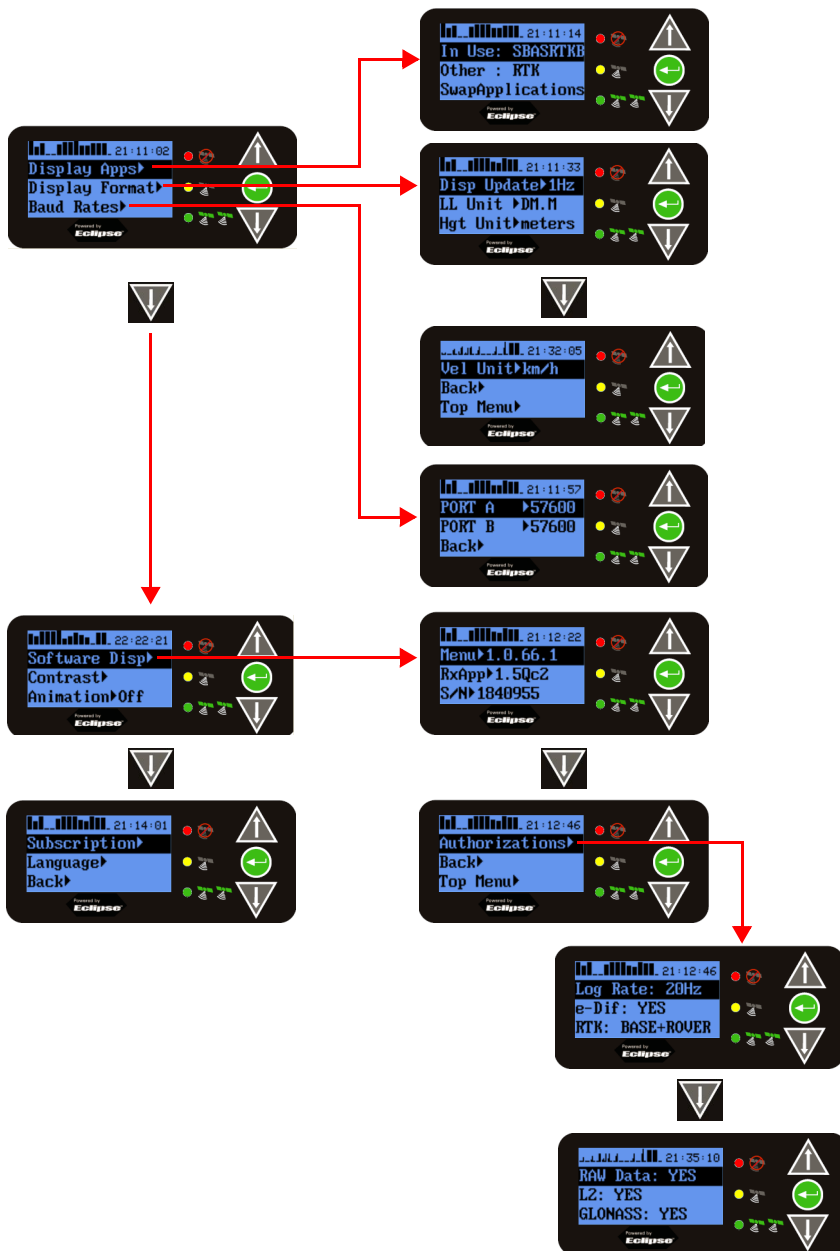 21:11:14
In Use: SBASRTKB
Other : RTK
SwapApplications
Powered by
Eclipse
21:11:02
Display Apps
Display Format
Baud Rates
Powered by
Eclipse
21:11:33
Disp Update 1Hz
LL Unit DM.M
Hgt Unit meters
Powered by
Eclipse
21:32:05
Vel Unit km/h
Back
Top Menu
Powered by
Eclipse
21:11:57
PORT A 57600
PORT B 57600
Back
Powered by
Eclipse
22:22:21
Software Disp
Contrast
Animation Off
Powered by
Eclipse
21:12:22
Menu 1.0.66.1
RxApp 1.5Qc2
S/N 1840955
Powered by
Eclipse
21:14:01
Subscription
Language
Back
Powered by
Eclipse
21:12:46
Authorizations
Back
Top Menu
Powered by
Eclipse
21:12:46
Log Rate: 20Hz
e-Dif: YES
RTK: BASE+ROVER
Powered by
Eclipse
21:35:10
RAW Data: YES
L2: YES
GLONASS: YES
Powered by
Eclipse